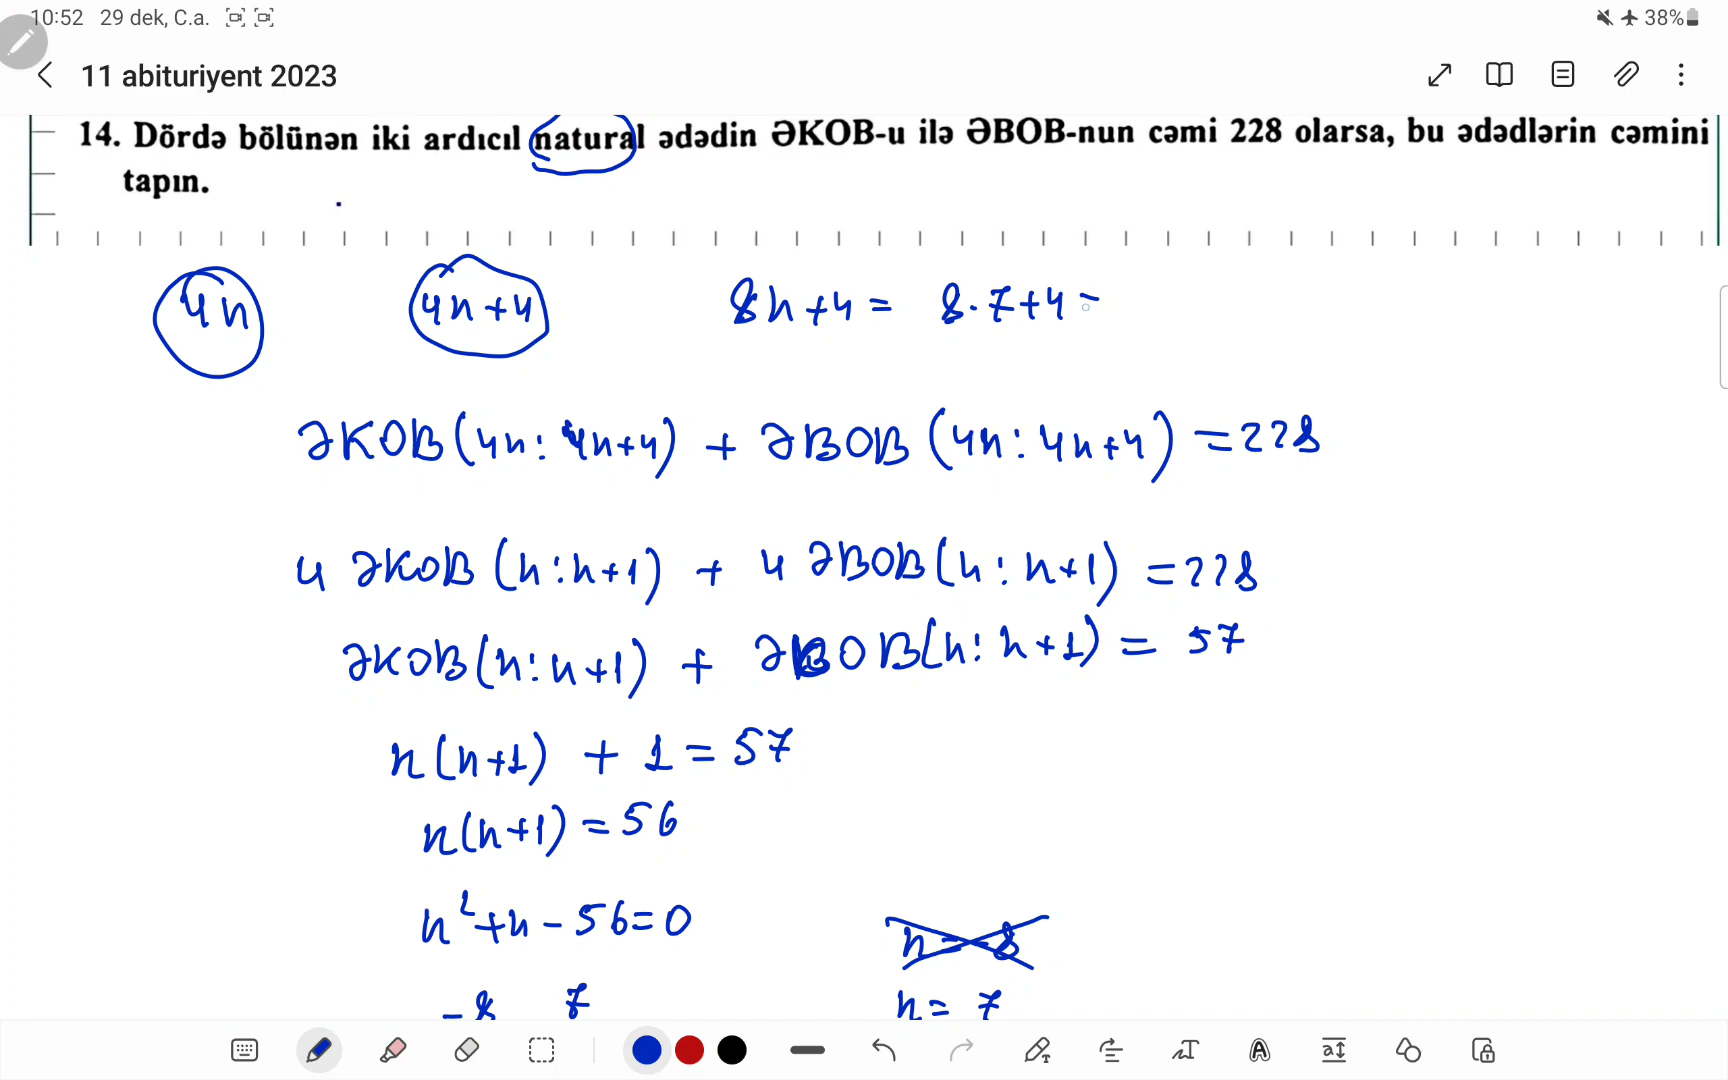 10:52 29 dek, C.a. 38%
11 abituriyent 2023
14. Dördə bölünən iki ardıcıl natural ədədin ƏKOB-u ilə ƏBOB-nun cəmi 228 olarsa, bu ədədlərin cəmini
tapın.
4n 4n+4 8n+4= 8·7+4=
ƏKOB(4n: 4n+4) + ƏBOB(4n:4n+4)=228
4 ƏKOB(n:n+1) + 4 ƏBOB(n:n+1)=228
ƏKOB(n:n+1) + ƏBOB(n:n+1)= 57
n(n+1) + 1=57
n(n+1)=56
n²+n-56=0 n=-8
-8 7 n= 7